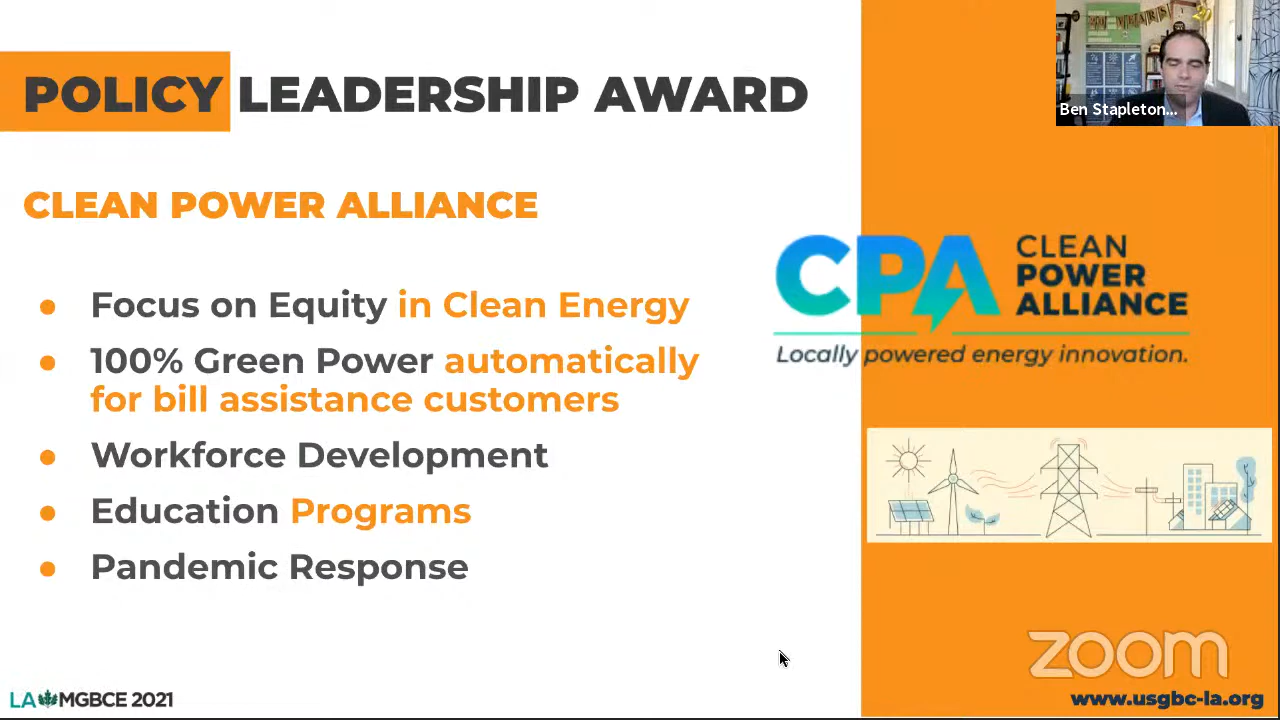 POLICY LEADERSHIP AWARD
CLEAN POWER ALLIANCE
Focus on Equity in Clean Energy
100% Green Power automatically
for bill assistance customers
Workforce Development
Education Programs
Pandemic Response
Ben Stapleton...
CPA
CLEAN
POWER
ALLIANCE
Locally powered energy innovation.
zoom
LA MGBCE 2021
www.usgbc-la.org